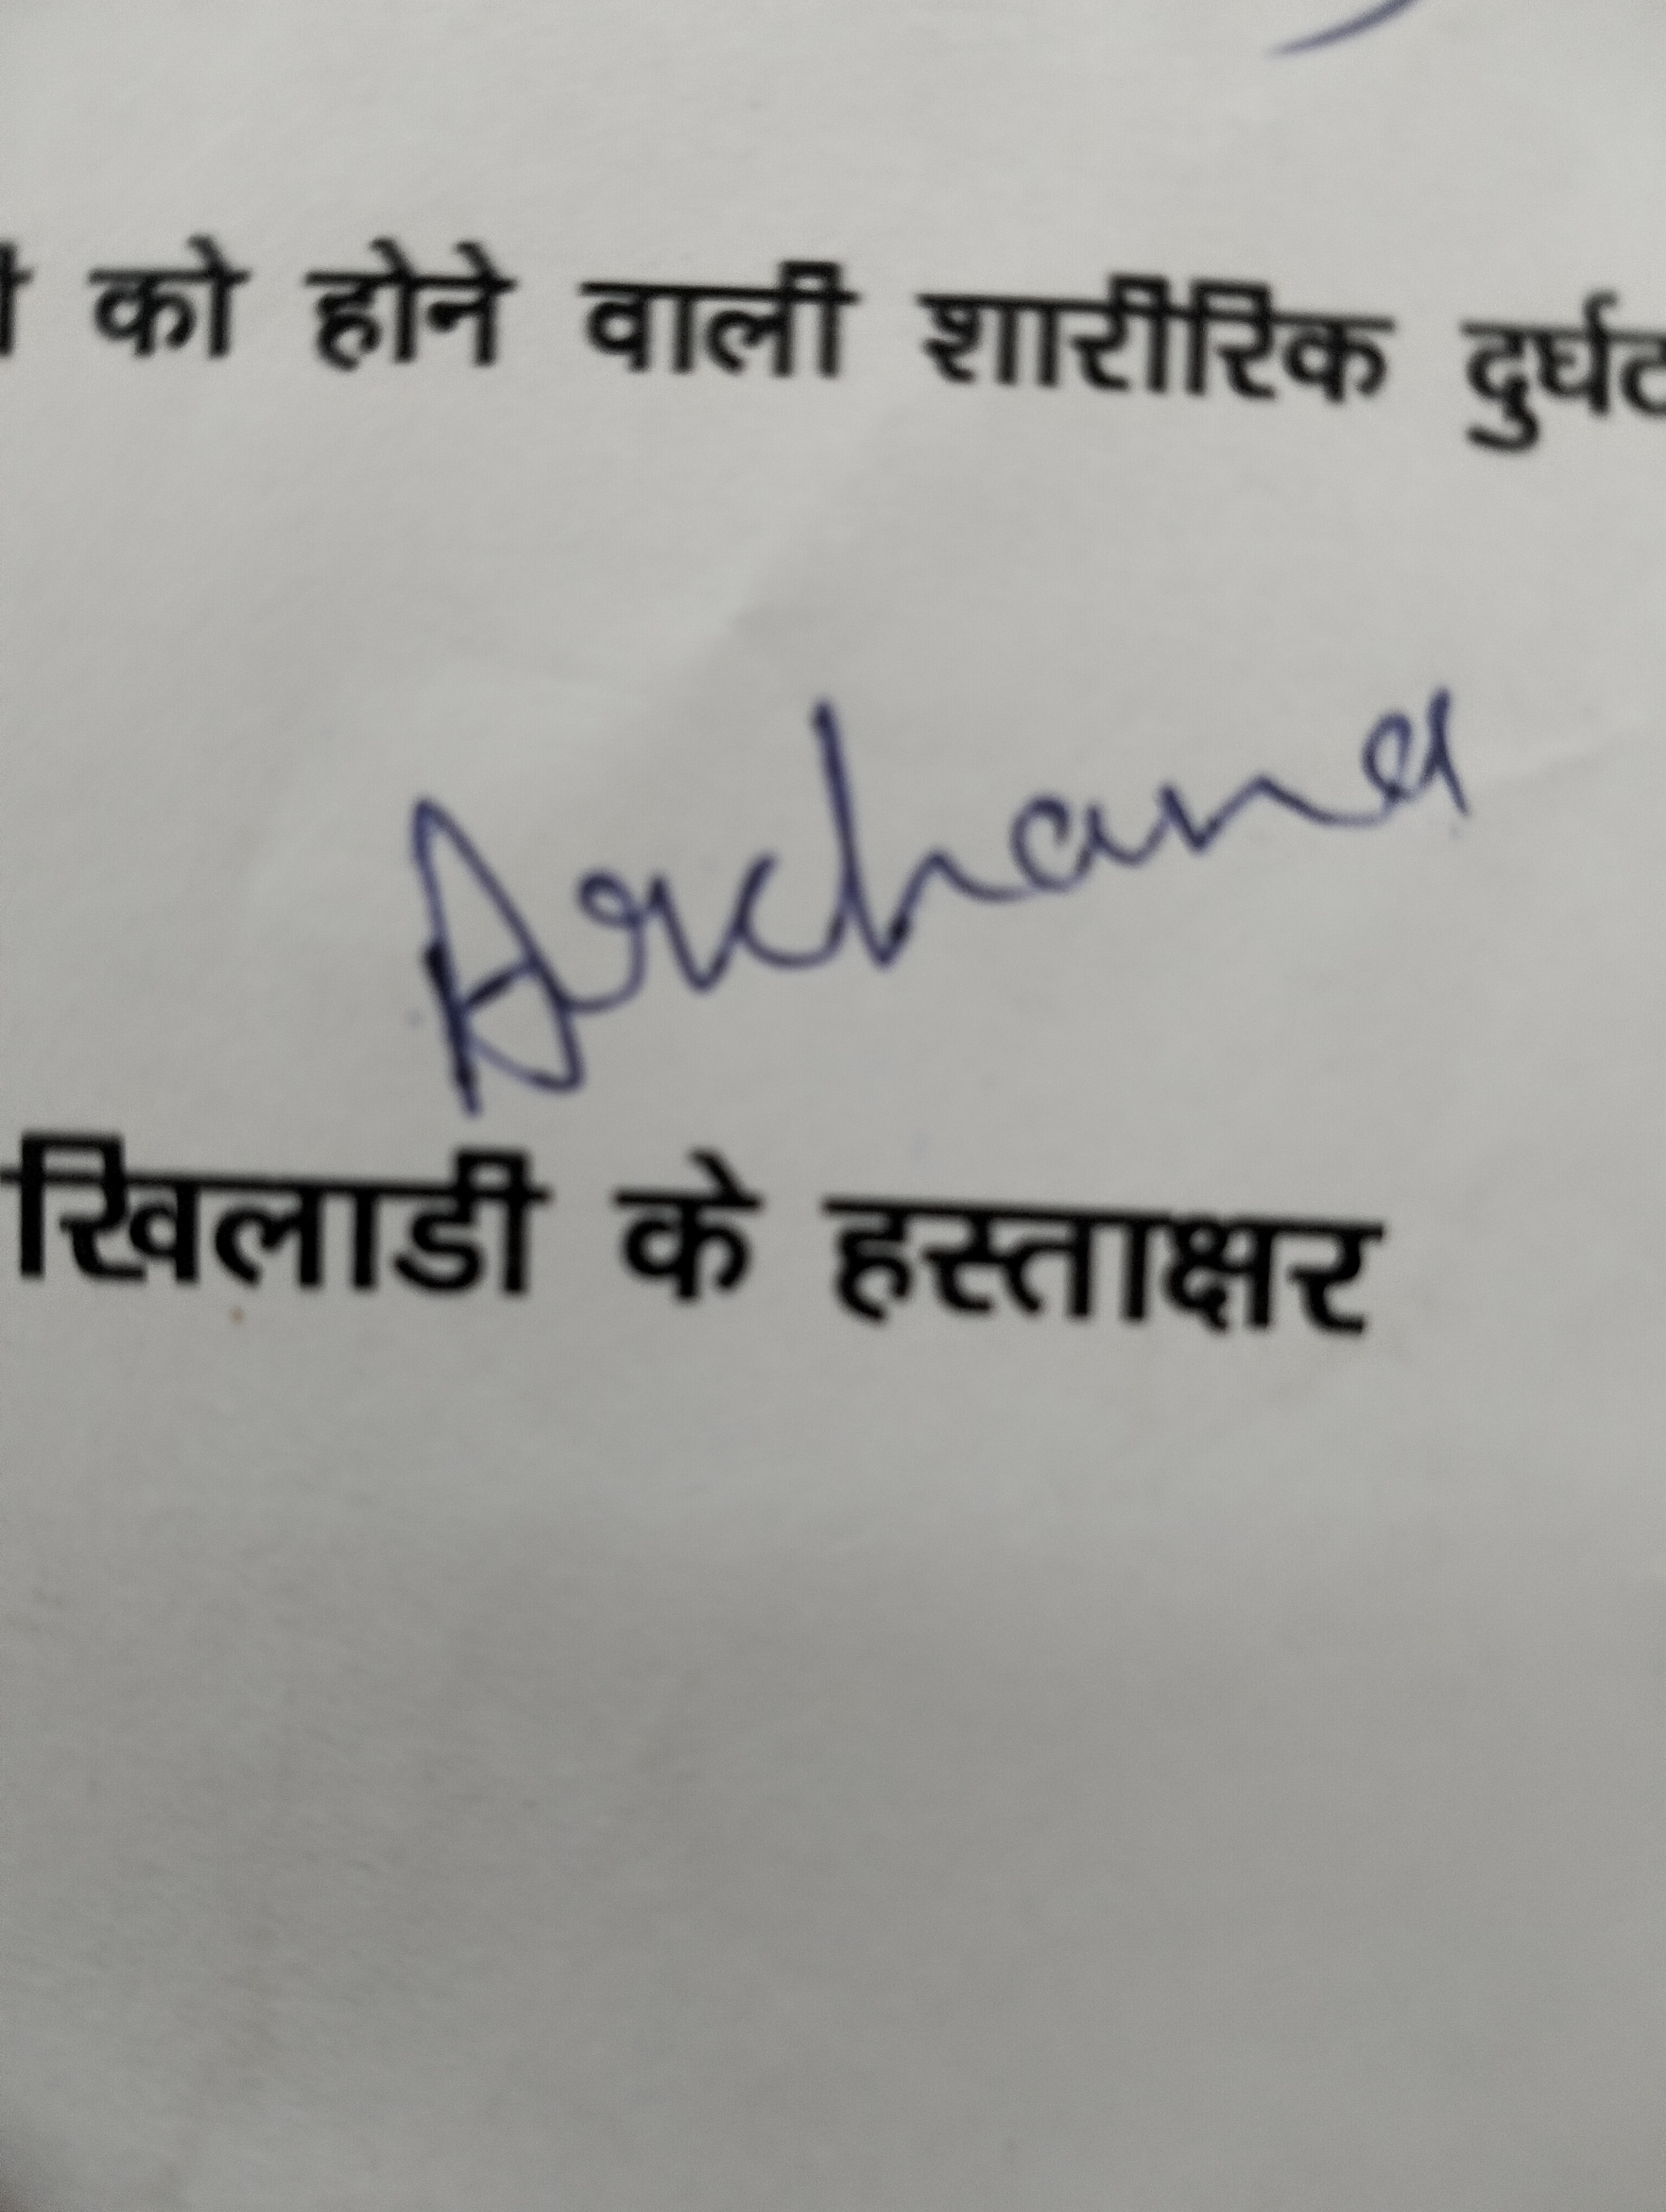 को होने वाली शारीरिक
Archana
खिलाडी के हस्ताक्षर